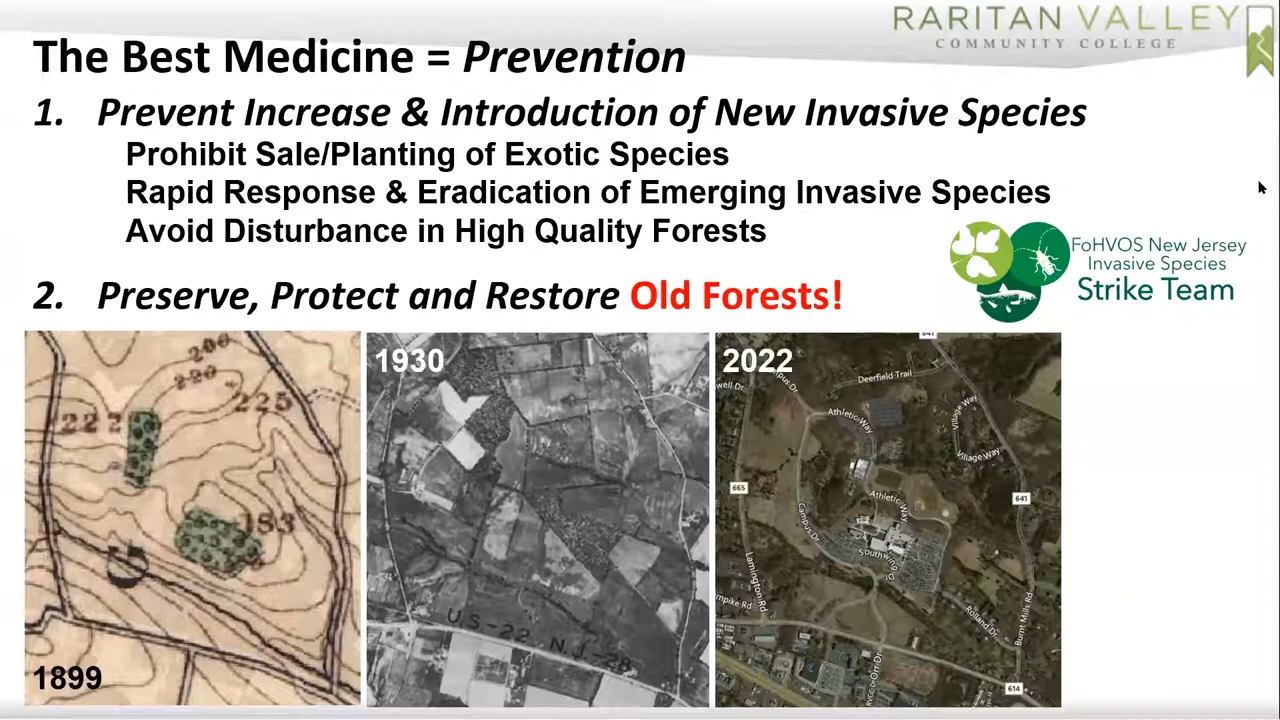 RARITAN VALLEY
COMMUNITY COLLEGE
The Best Medicine = Prevention
1. Prevent Increase & Introduction of New Invasive Species
Prohibit Sale/Planting of Exotic Species
Rapid Response & Eradication of Emerging Invasive Species
Avoid Disturbance in High Quality Forests
FoHVOS New Jersey
Invasive Species
Strike Team
2. Preserve, Protect and Restore Old Forests!
200
220
225
222
183
1899
1930
U.S-22 N.J-28
2022
641
Deerfield Trail
Athletic Way
Village Way
Village Way
665
641
Athletic Way
Campus Dr
Southwing Dr
Lamington Rd
Rolland Dr
Burnt Mills Rd
Orr Dr
614